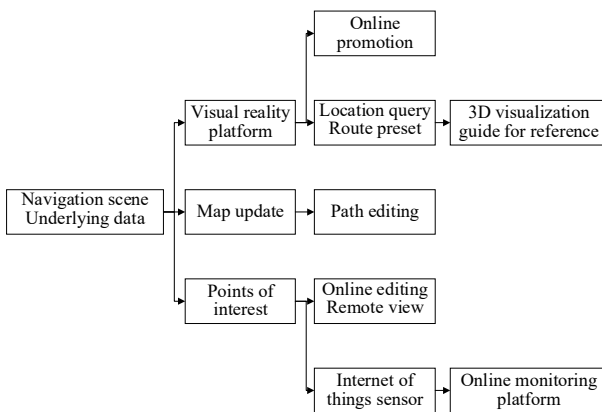 Online
promotion
Visual reality
platform
Location query
Route preset
3D visualization
guide for reference
Navigation scene
Underlying data
Map update
Path editing
Points of
interest
Online editing
Remote view
Internet of
things sensor
Online monitoring
platform